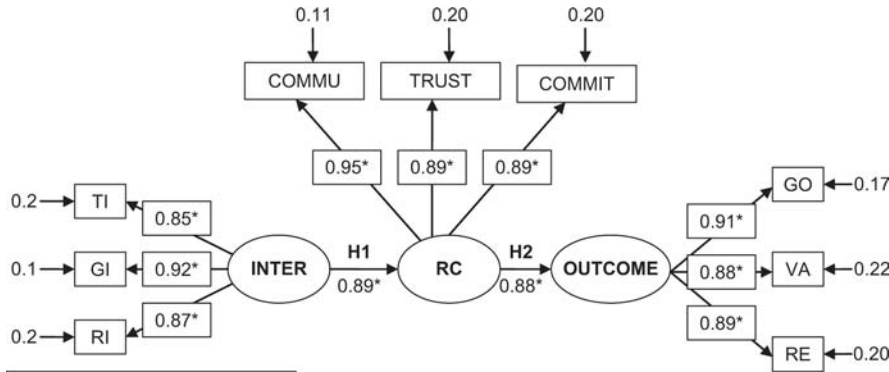 0.11 0.20 0.20
COMMU TRUST COMMIT
0.95* 0.89* 0.89*
0.2 TI 0.85*
GO 0.17
0.91*
H1 H2
0.1 GI 0.92* INTER RC OUTCOME 0.88* VA 0.22
0.89* 0.88*
0.87* 0.89*
0.2 RI
RE 0.20